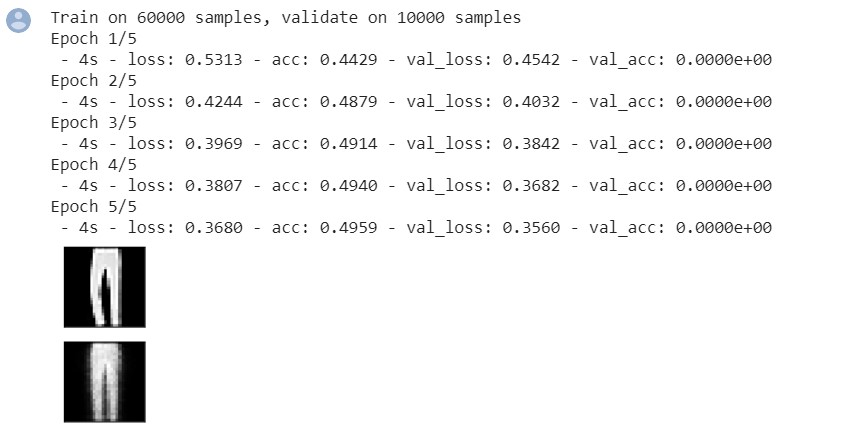 Train on 60000 samples, validate on 10000 samples
Epoch 1/5
 - 4s - loss: 0.5313 - acc: 0.4429 - val_loss: 0.4542 - val_acc: 0.0000e+00
Epoch 2/5
 - 4s - loss: 0.4244 - acc: 0.4879 - val_loss: 0.4032 - val_acc: 0.0000e+00
Epoch 3/5
 - 4s - loss: 0.3969 - acc: 0.4914 - val_loss: 0.3842 - val_acc: 0.0000e+00
Epoch 4/5
 - 4s - loss: 0.3807 - acc: 0.4940 - val_loss: 0.3682 - val_acc: 0.0000e+00
Epoch 5/5
 - 4s - loss: 0.3680 - acc: 0.4959 - val_loss: 0.3560 - val_acc: 0.0000e+00